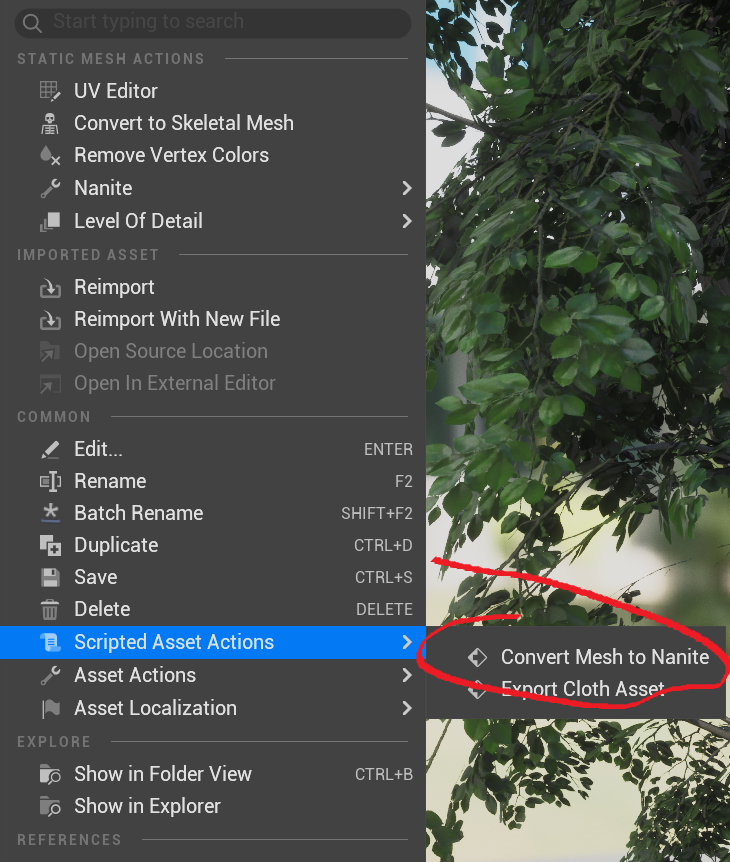 Start typing to search
STATIC MESH ACTIONS
UV Editor
Convert to Skeletal Mesh
Remove Vertex Colors
Nanite
Level Of Detail
IMPORTED ASSET
Reimport
Reimport With New File
Open Source Location
Open In External Editor
COMMON
Edit... ENTER
Rename F2
Batch Rename SHIFT+F2
Duplicate CTRL+D
Save CTRL+S
Delete DELETE
Scripted Asset Actions
Convert Mesh to Nanite
Export Cloth Asset
Asset Actions
Asset Localization
EXPLORE
Show in Folder View CTRL+B
Show in Explorer
REFERENCES